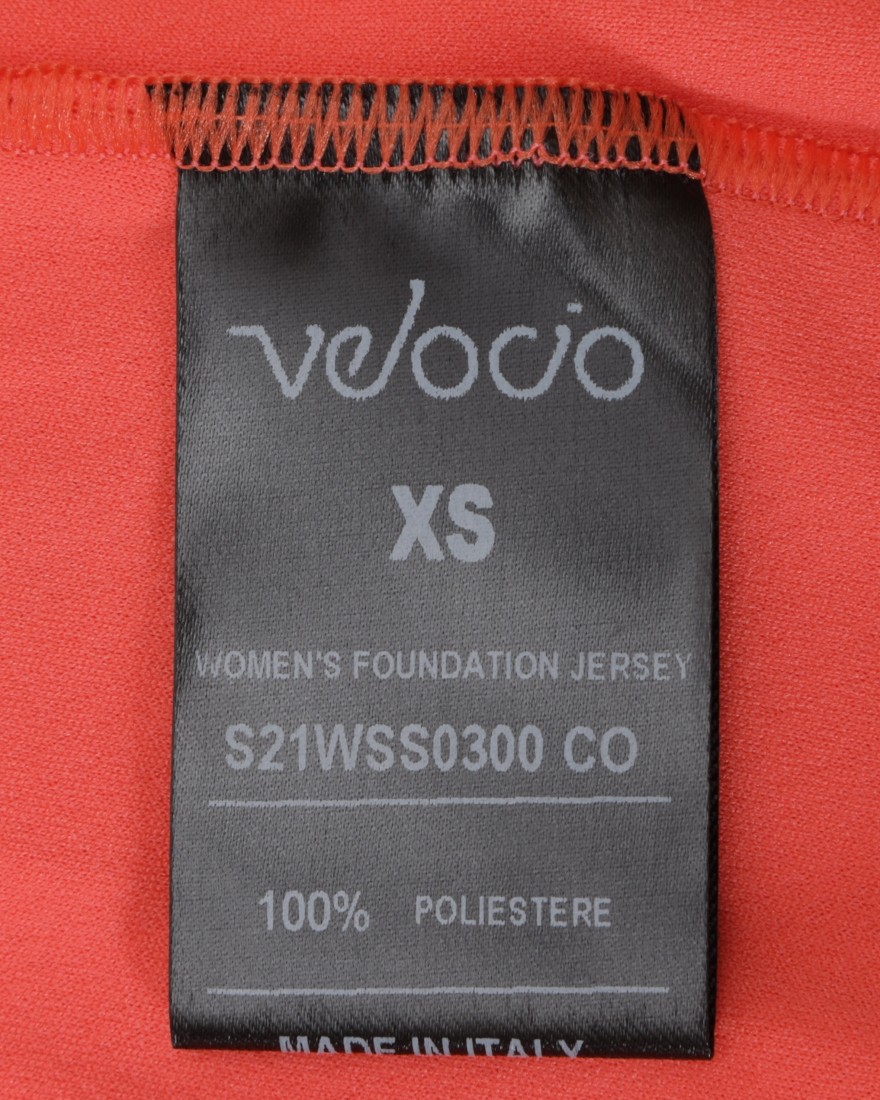 velocio
XS
WOMEN'S FOUNDATION JERSEY
S21WSS0300 CO
100% POLIESTERE
MADE IN ITALY